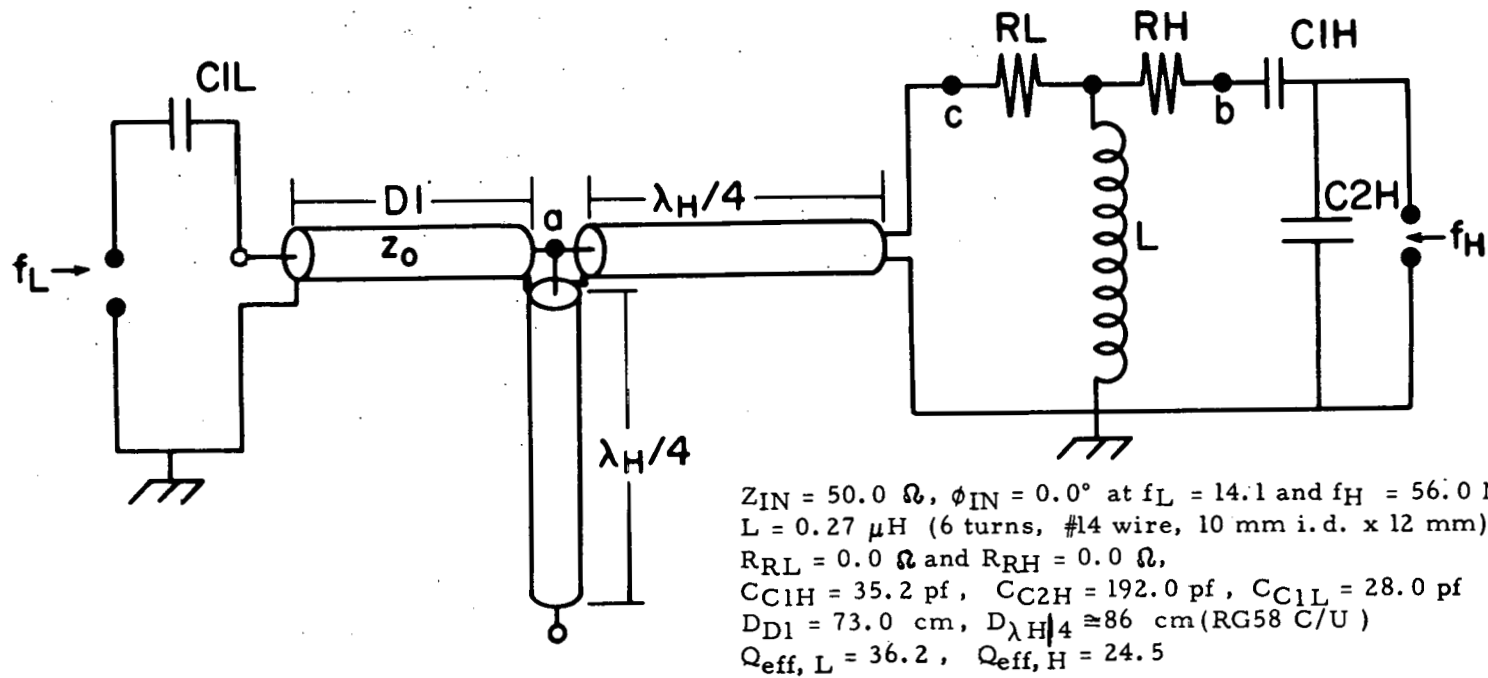 RL
RH
C1H
C1L
c
b
D1
λH/4
C2H
a
Z0
L
fL
fH
λH/4
ZIN = 50.0 Ω, ϕIN = 0.0° at fL = 14.1 and fH = 56.0
L = 0.27 μH (6 turns, #14 wire, 10 mm i.d. x 12 mm)
RRL = 0.0 Ω and RRH = 0.0 Ω,
CC1H = 35.2 pf , CC2H = 192.0 pf , CC1L = 28.0 pf
DD1 = 73.0 cm, DλH|4 ≅86 cm(RG58 C/U )
Qeff, L = 36.2 , Qeff, H = 24.5